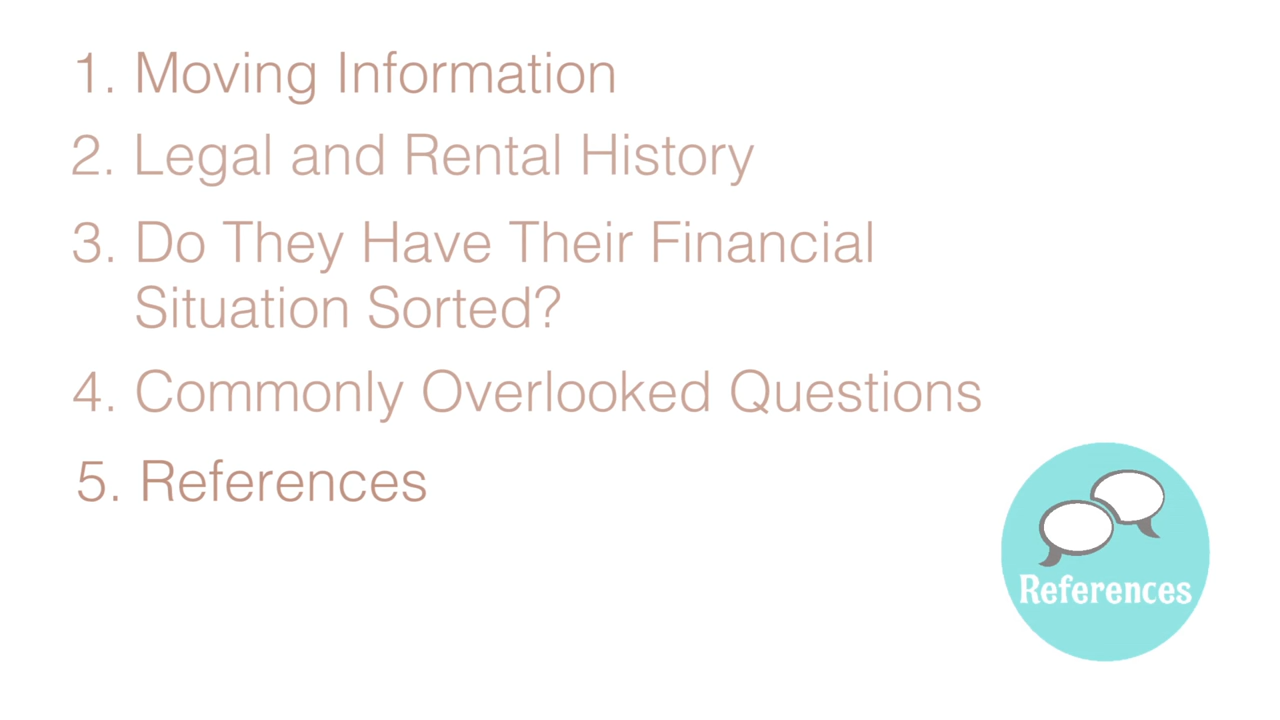 1. Moving Information
2. Legal and Rental History
3. Do They Have Their Financial
Situation Sorted?
4. Commonly Overlooked Questions
5. References
References